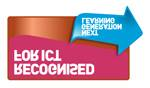 RECOGNISED
FOR ICT
NEXT
GENERATION
LEARNING